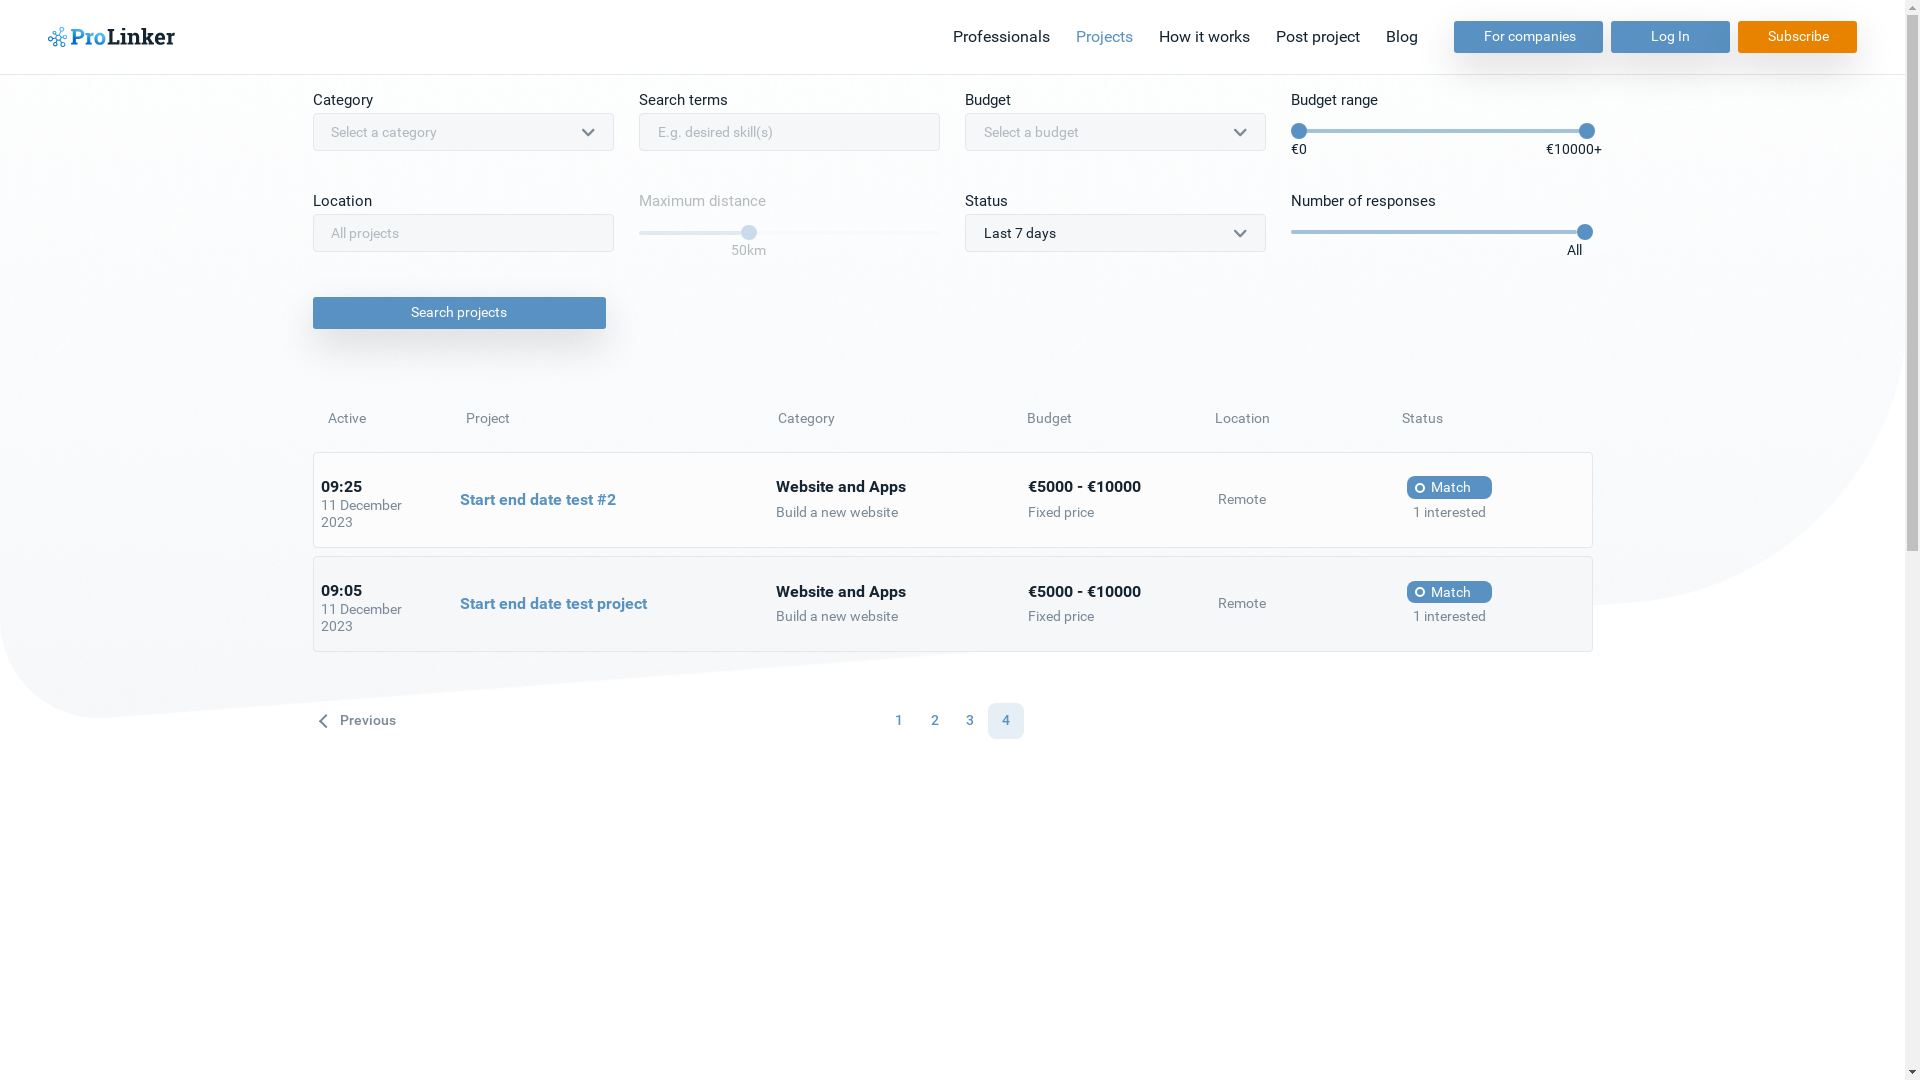 ProLinker
Professionals
Projects
How it works
Post project
Blog
For companies
Log In
Subscribe
Category
Select a category
Search terms
E.g. desired skill(s)
Budget
Select a budget
Budget range
€0
€10000+
Location
All projects
Maximum distance
50km
Status
Last 7 days
Number of responses
All
Search projects
Active
Project
Category
Budget
Location
Status
09:25
11 December
2023
Start end date test #2
Website and Apps
Build a new website
€5000 - €10000
Fixed price
Remote
Match
1 interested
09:05
11 December
2023
Start end date test project
Website and Apps
Build a new website
€5000 - €10000
Fixed price
Remote
Match
1 interested
Previous
1
2
3
4